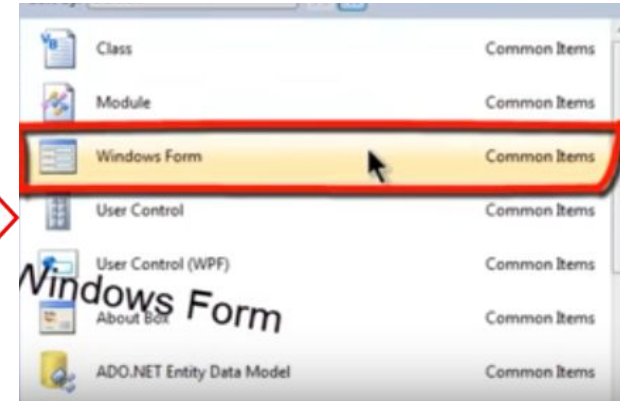 Class Common Items
Module Common Items
Windows Form Common Items
User Control Common Items
User Control (WPF) Common Items
Windows Form
About Box Common Items
ADO.NET Entity Data Model Common Items